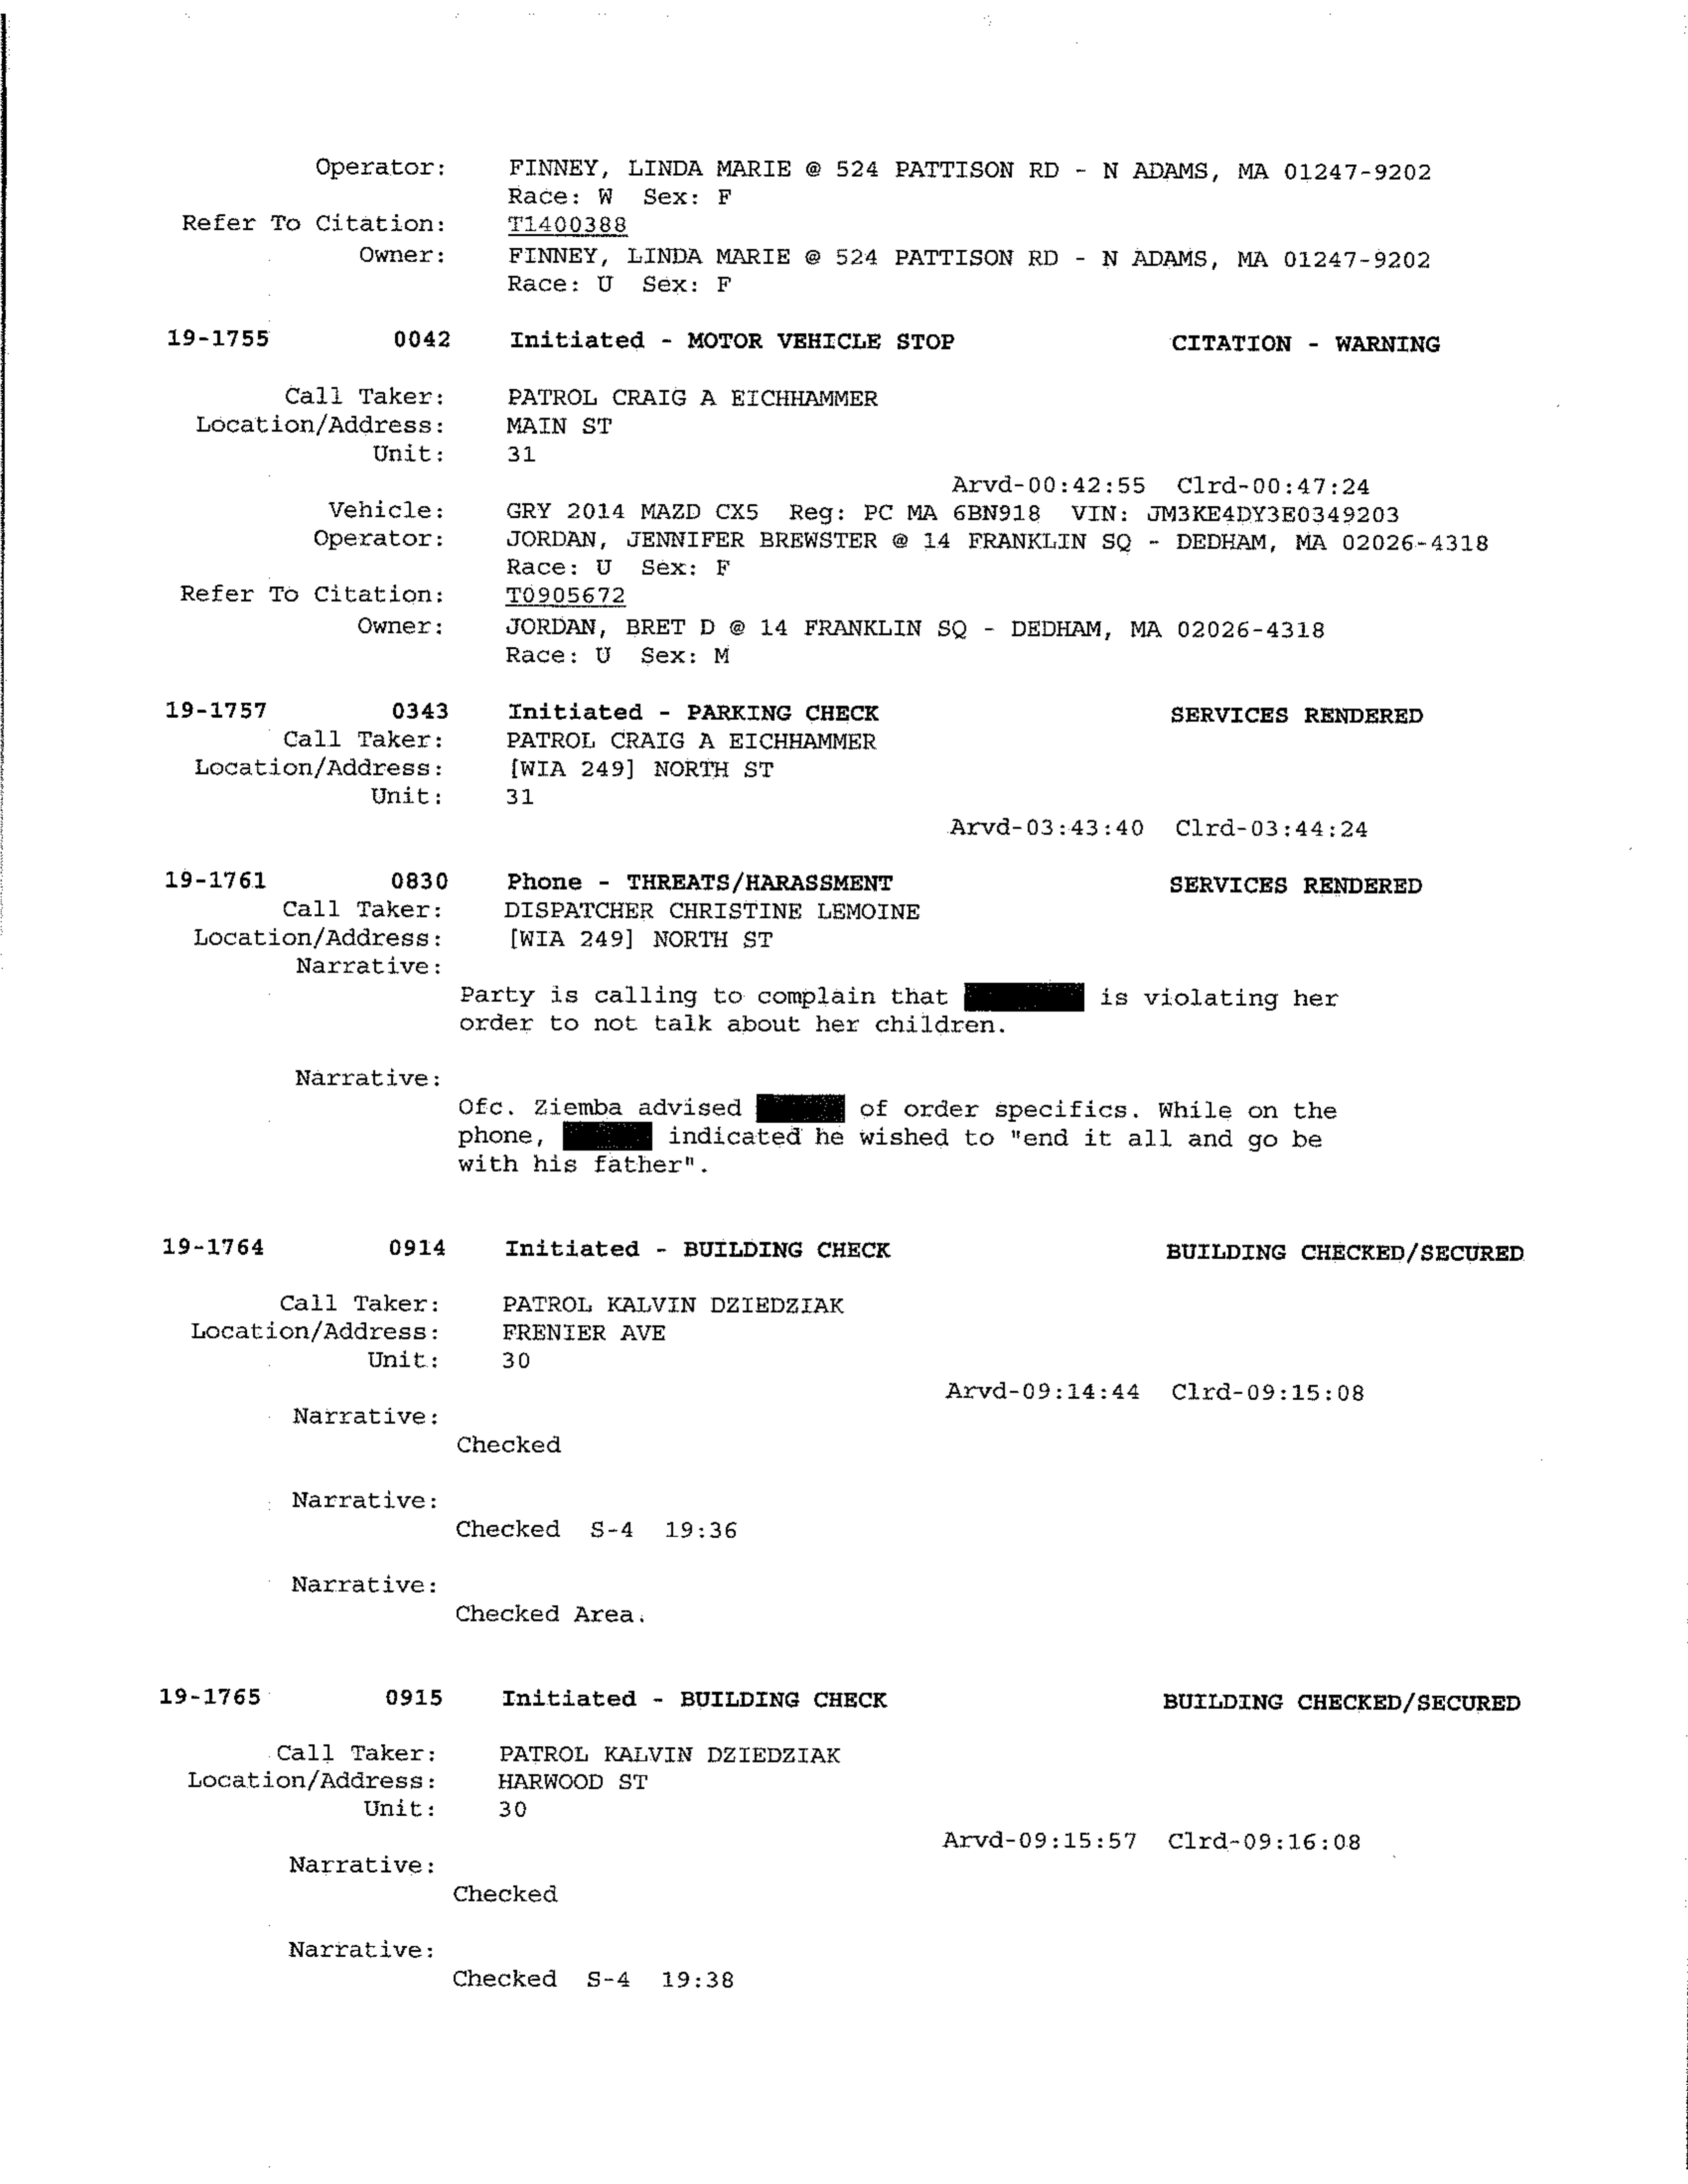 Operator: FINNEY, LINDA MARIE @ 524 PATTISON RD - N ADAMS, MA 01247-9202
Race: W Sex: F
Refer To Citation: T1400388
Owner: FINNEY, LINDA MARIE @ 524 PATTISON RD - N ADAMS, MA 01247-9202
Race: U Sex: F
19-1755 0042 Initiated - MOTOR VEHICLE STOP CITATION - WARNING
Call Taker: PATROL CRAIG A EICHHAMMER
Location/Address: MAIN ST
Unit: 31
Arvd-00:42:55 Clrd-00:47:24
Vehicle: GRY 2014 MAZD CX5 Reg: PC MA 6BN918 VIN: JM3KE4DY3E0349203
Operator: JORDAN, JENNIFER BREWSTER @ 14 FRANKLIN SQ - DEDHAM, MA 02026-4318
Race: U Sex: F
Refer To Citation: T0905672
Owner: JORDAN, BRET D @ 14 FRANKLIN SQ - DEDHAM, MA 02026-4318
Race: U Sex: M
19-1757 0343 Initiated - PARKING CHECK SERVICES RENDERED
Call Taker: PATROL CRAIG A EICHHAMMER
Location/Address: [WIA 249] NORTH ST
Unit: 31
Arvd-03:43:40 Clrd-03:44:24
19-1761 0830 Phone - THREATS/HARASSMENT SERVICES RENDERED
Call Taker: DISPATCHER CHRISTINE LEMOINE
Location/Address: [WIA 249] NORTH ST
Narrative:
Party is calling to complain that is violating her
order to not talk about her children.
Narrative:
Ofc. Ziemba advised of order specifics. While on the
phone, indicated he wished to "end it all and go be
with his father".
19-1764 0914 Initiated - BUILDING CHECK BUILDING CHECKED/SECURED
Call Taker: PATROL KALVIN DZIEDZIAK
Location/Address: FRENIER AVE
Unit: 30
Arvd-09:14:44 Clrd-09:15:08
Narrative:
Checked
Narrative:
Checked S-4 19:36
Narrative:
Checked Area.
19-1765 0915 Initiated - BUILDING CHECK BUILDING CHECKED/SECURED
Call Taker: PATROL KALVIN DZIEDZIAK
Location/Address: HARWOOD ST
Unit: 30
Arvd-09:15:57 Clrd-09:16:08
Narrative:
Checked
Narrative:
Checked S-4 19:38